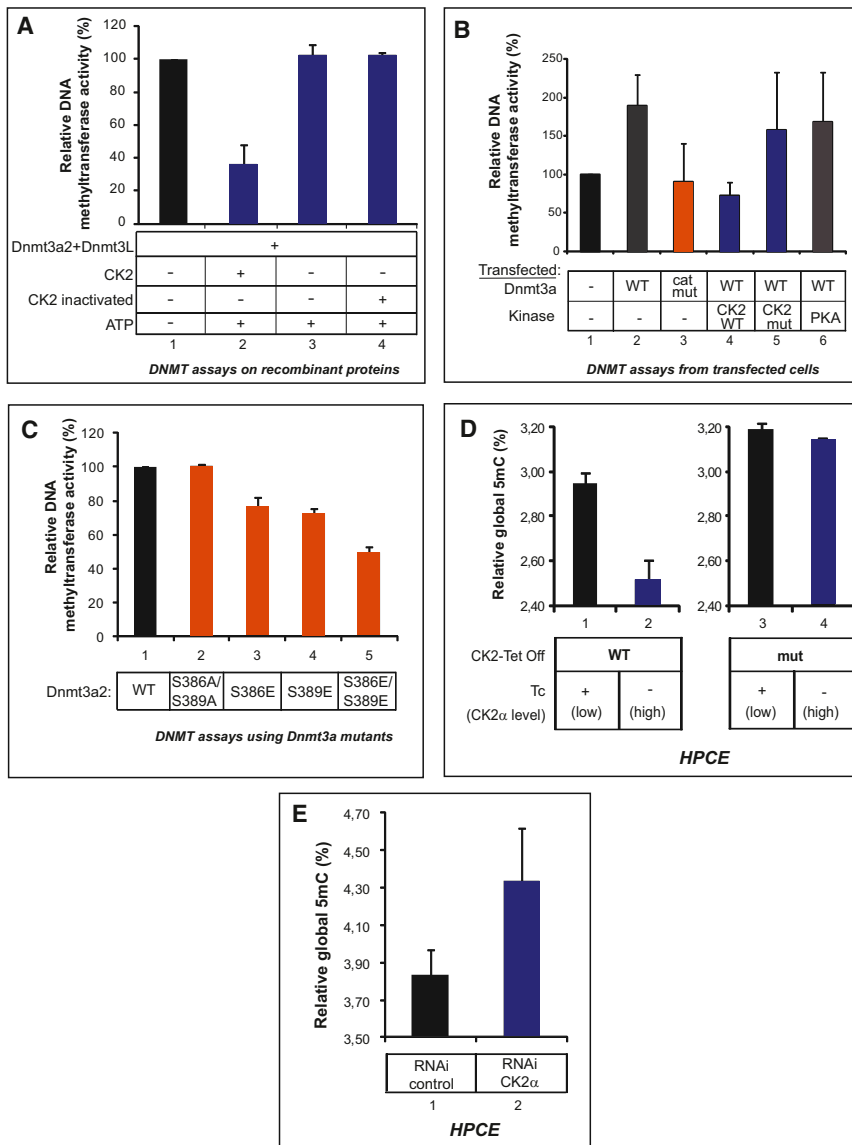 A
Relative DNA
methyltransferase activity (%)
120
100
80
60
40
20
0
Dnmt3a2+Dnmt3L +
CK2 - + - -
CK2 inactivated - - - +
ATP - + + +
1 2 3 4
DNMT assays on recombinant proteins
B
Relative DNA
methyltransferase activity (%)
250
200
150
100
50
0
Transfected:
Dnmt3a - WT cat mut WT WT WT
Kinase - - - CK2 WT CK2 mut PKA
1 2 3 4 5 6
DNMT assays from transfected cells
C
Relative DNA
methyltransferase activity (%)
120
100
80
60
40
20
0
1 2 3 4 5
Dnmt3a2: WT S386A/S389A S386E S389E S386E/S389E
DNMT assays using Dnmt3a mutants
D
Relative global 5mC (%)
3,20
3,00
2,80
2,60
2,40
1 2
3,20
3,00
2,80
2,60
2,40
3 4
CK2-Tet Off WT mut
Tc + - + -
(CK2α level) (low) (high) (low) (high)
HPCE
E
Relative global 5mC (%)
4,70
4,50
4,30
4,10
3,90
3,70
3,50
RNAi control RNAi CK2α
1 2
HPCE